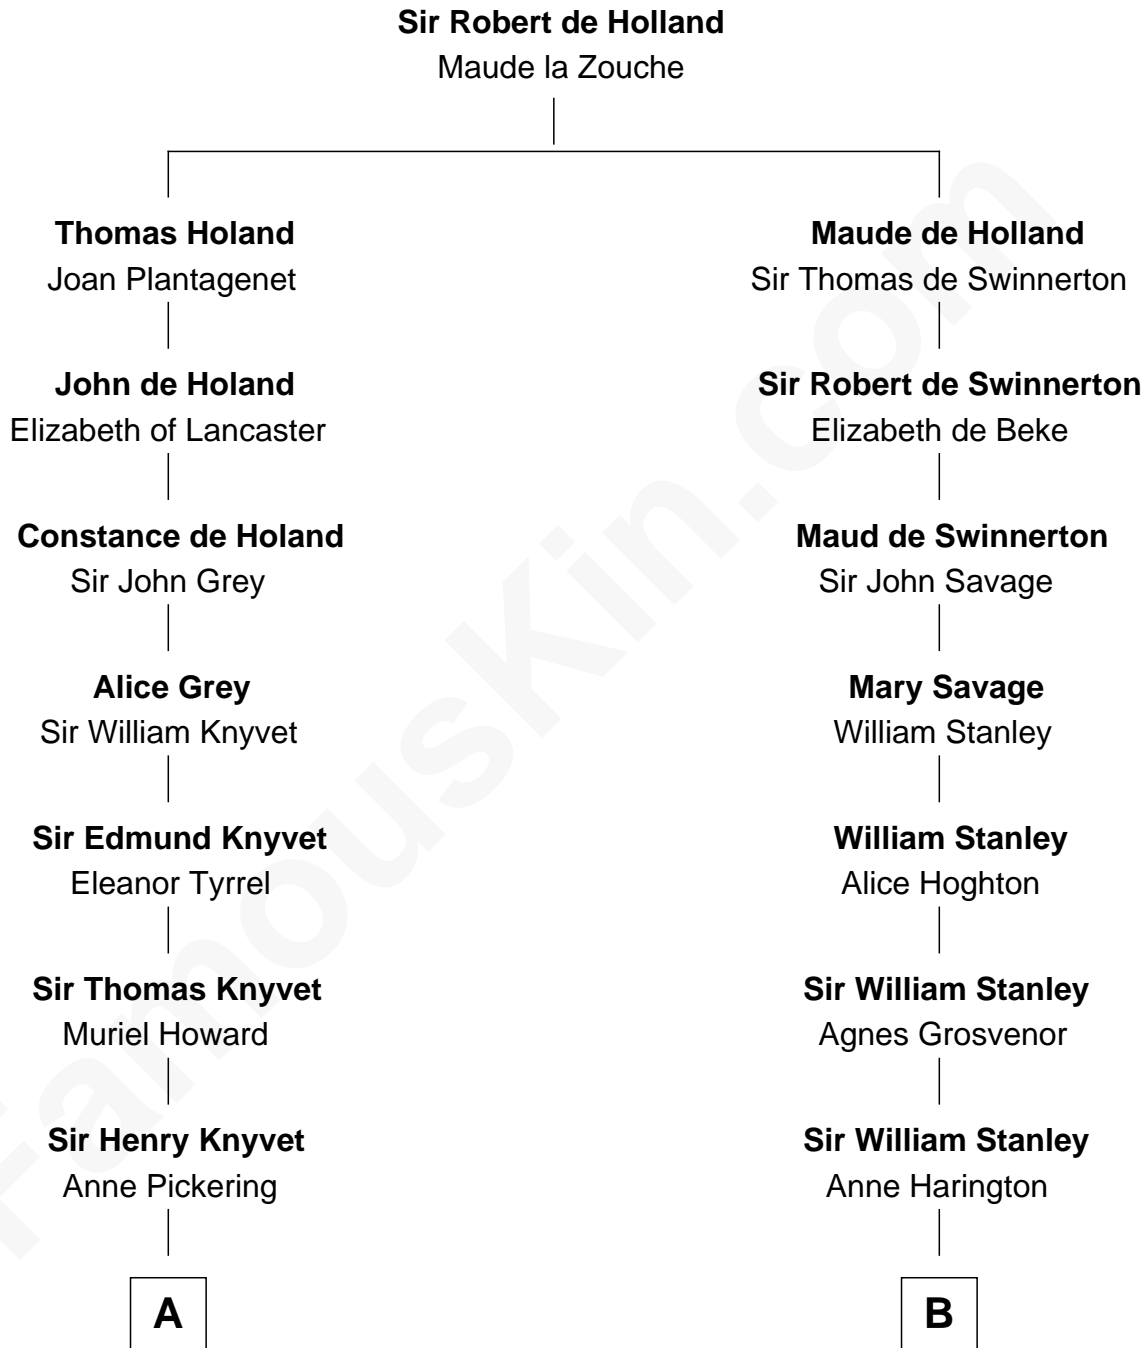 Sir Robert de Holland
Maude la Zouche
Thomas Holand
Joan Plantagenet
John de Holand
Elizabeth of Lancaster
Constance de Holand
Sir John Grey
Alice Grey
Sir William Knyvet
Sir Edmund Knyvet
Eleanor Tyrrel
Sir Thomas Knyvet
Muriel Howard
Sir Henry Knyvet
Anne Pickering
A
Maude de Holland
Sir Thomas de Swinnerton
Sir Robert de Swinnerton
Elizabeth de Beke
Maud de Swinnerton
Sir John Savage
Mary Savage
William Stanley
William Stanley
Alice Hoghton
Sir William Stanley
Agnes Grosvenor
Sir William Stanley
Anne Harington
B
FamousKin.com